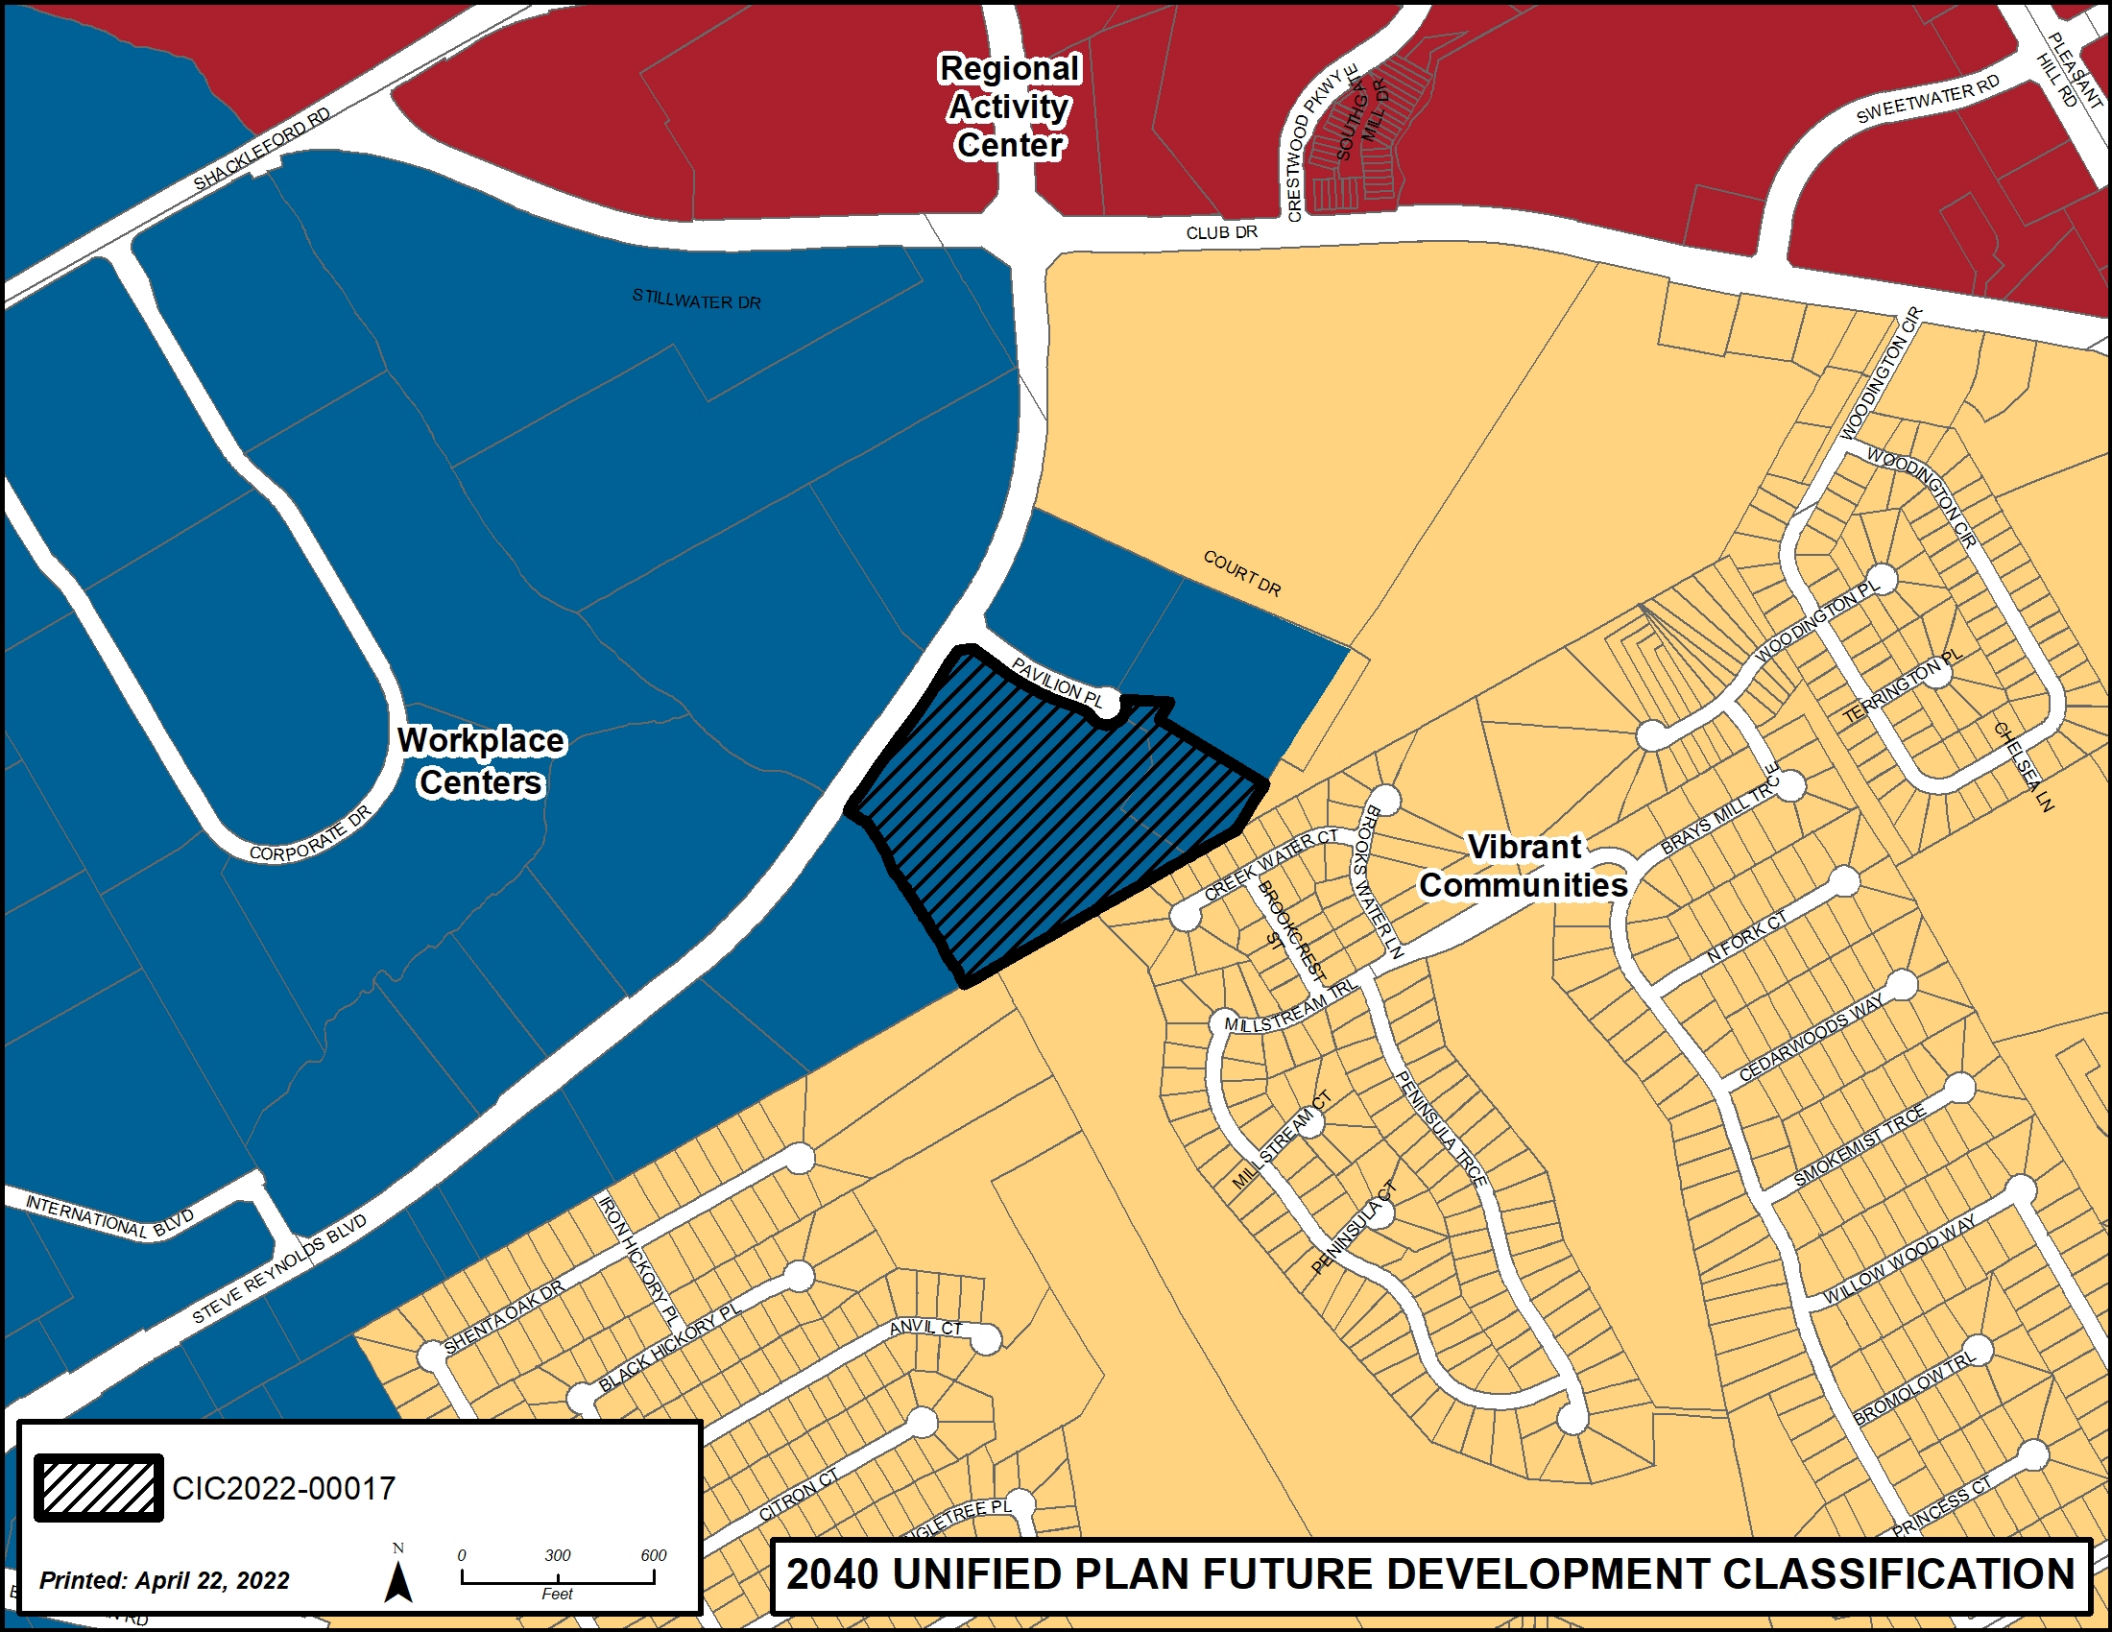 Regional
Activity
Center
PLEASANT
HILL RD
SWEETWATER RD
CRESTWOOD PKWY
SOUTHGATE
MILL DR
SHACKLEFORD RD
CLUB DR
STILLWATER DR
WOODINGTON CIR
WOODINGTON CIR
COURT DR
WOODINGTON PL
TERRINGTON PL
PAVILION PL
CHELSEA LN
Workplace
Centers
BRAYS MILL TRCE
CORPORATE DR
BROOKS WATER LN
CREEK WATER CT
Vibrant
Communities
BROOKCREST
ST
N FORK CT
MILLSTREAM TRL
CEDARWOODS WAY
PENINSULA TRCE
MILLSTREAM CT
SMOKEMIST TRCE
PENINSULA CT
INTERNATIONAL BLVD
STEVE REYNOLDS BLVD
IRON HICKORY PL
WILLOW WOOD WAY
SHENTA OAK DR
BLACK HICKORY PL
ANVIL CT
BROMOLOW TRL
CITRON CT
PRINCESS CT
CIC2022-00017
Printed: April 22, 2022
N
0 300 600
Feet
RD
2040 UNIFIED PLAN FUTURE DEVELOPMENT CLASSIFICATION